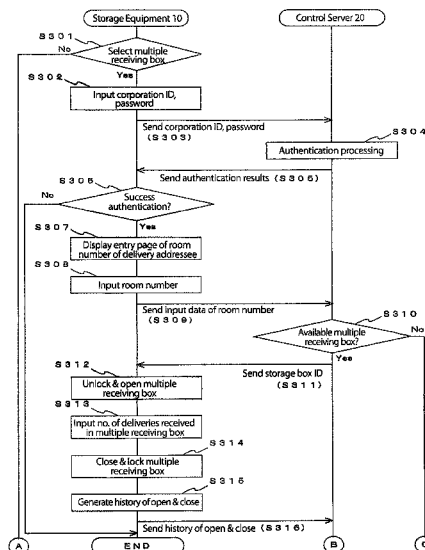 Storage Equipment 10
Control Server 20
S301
No
Select multiple
receiving box
Yes
S302
Input corporation ID,
password
Send corporation ID, password
(S303)
S304
Authentication processing
Send authentication results (S305)
S306
No
Success
authentication?
Yes
S307
Display entry page of room
number of delivery addressee
S308
Input room number
Send input data of room number
(S309)
S310
Available multiple
receiving box?
No
Yes
Send storage box ID
(S311)
S312
Unlock & open multiple
receiving box
S313
Input no. of deliveries received
in multiple receiving box
S314
Close & lock multiple
receiving box
S315
Generate history of open & close
Send history of open & close (S316)
A
END
B
C